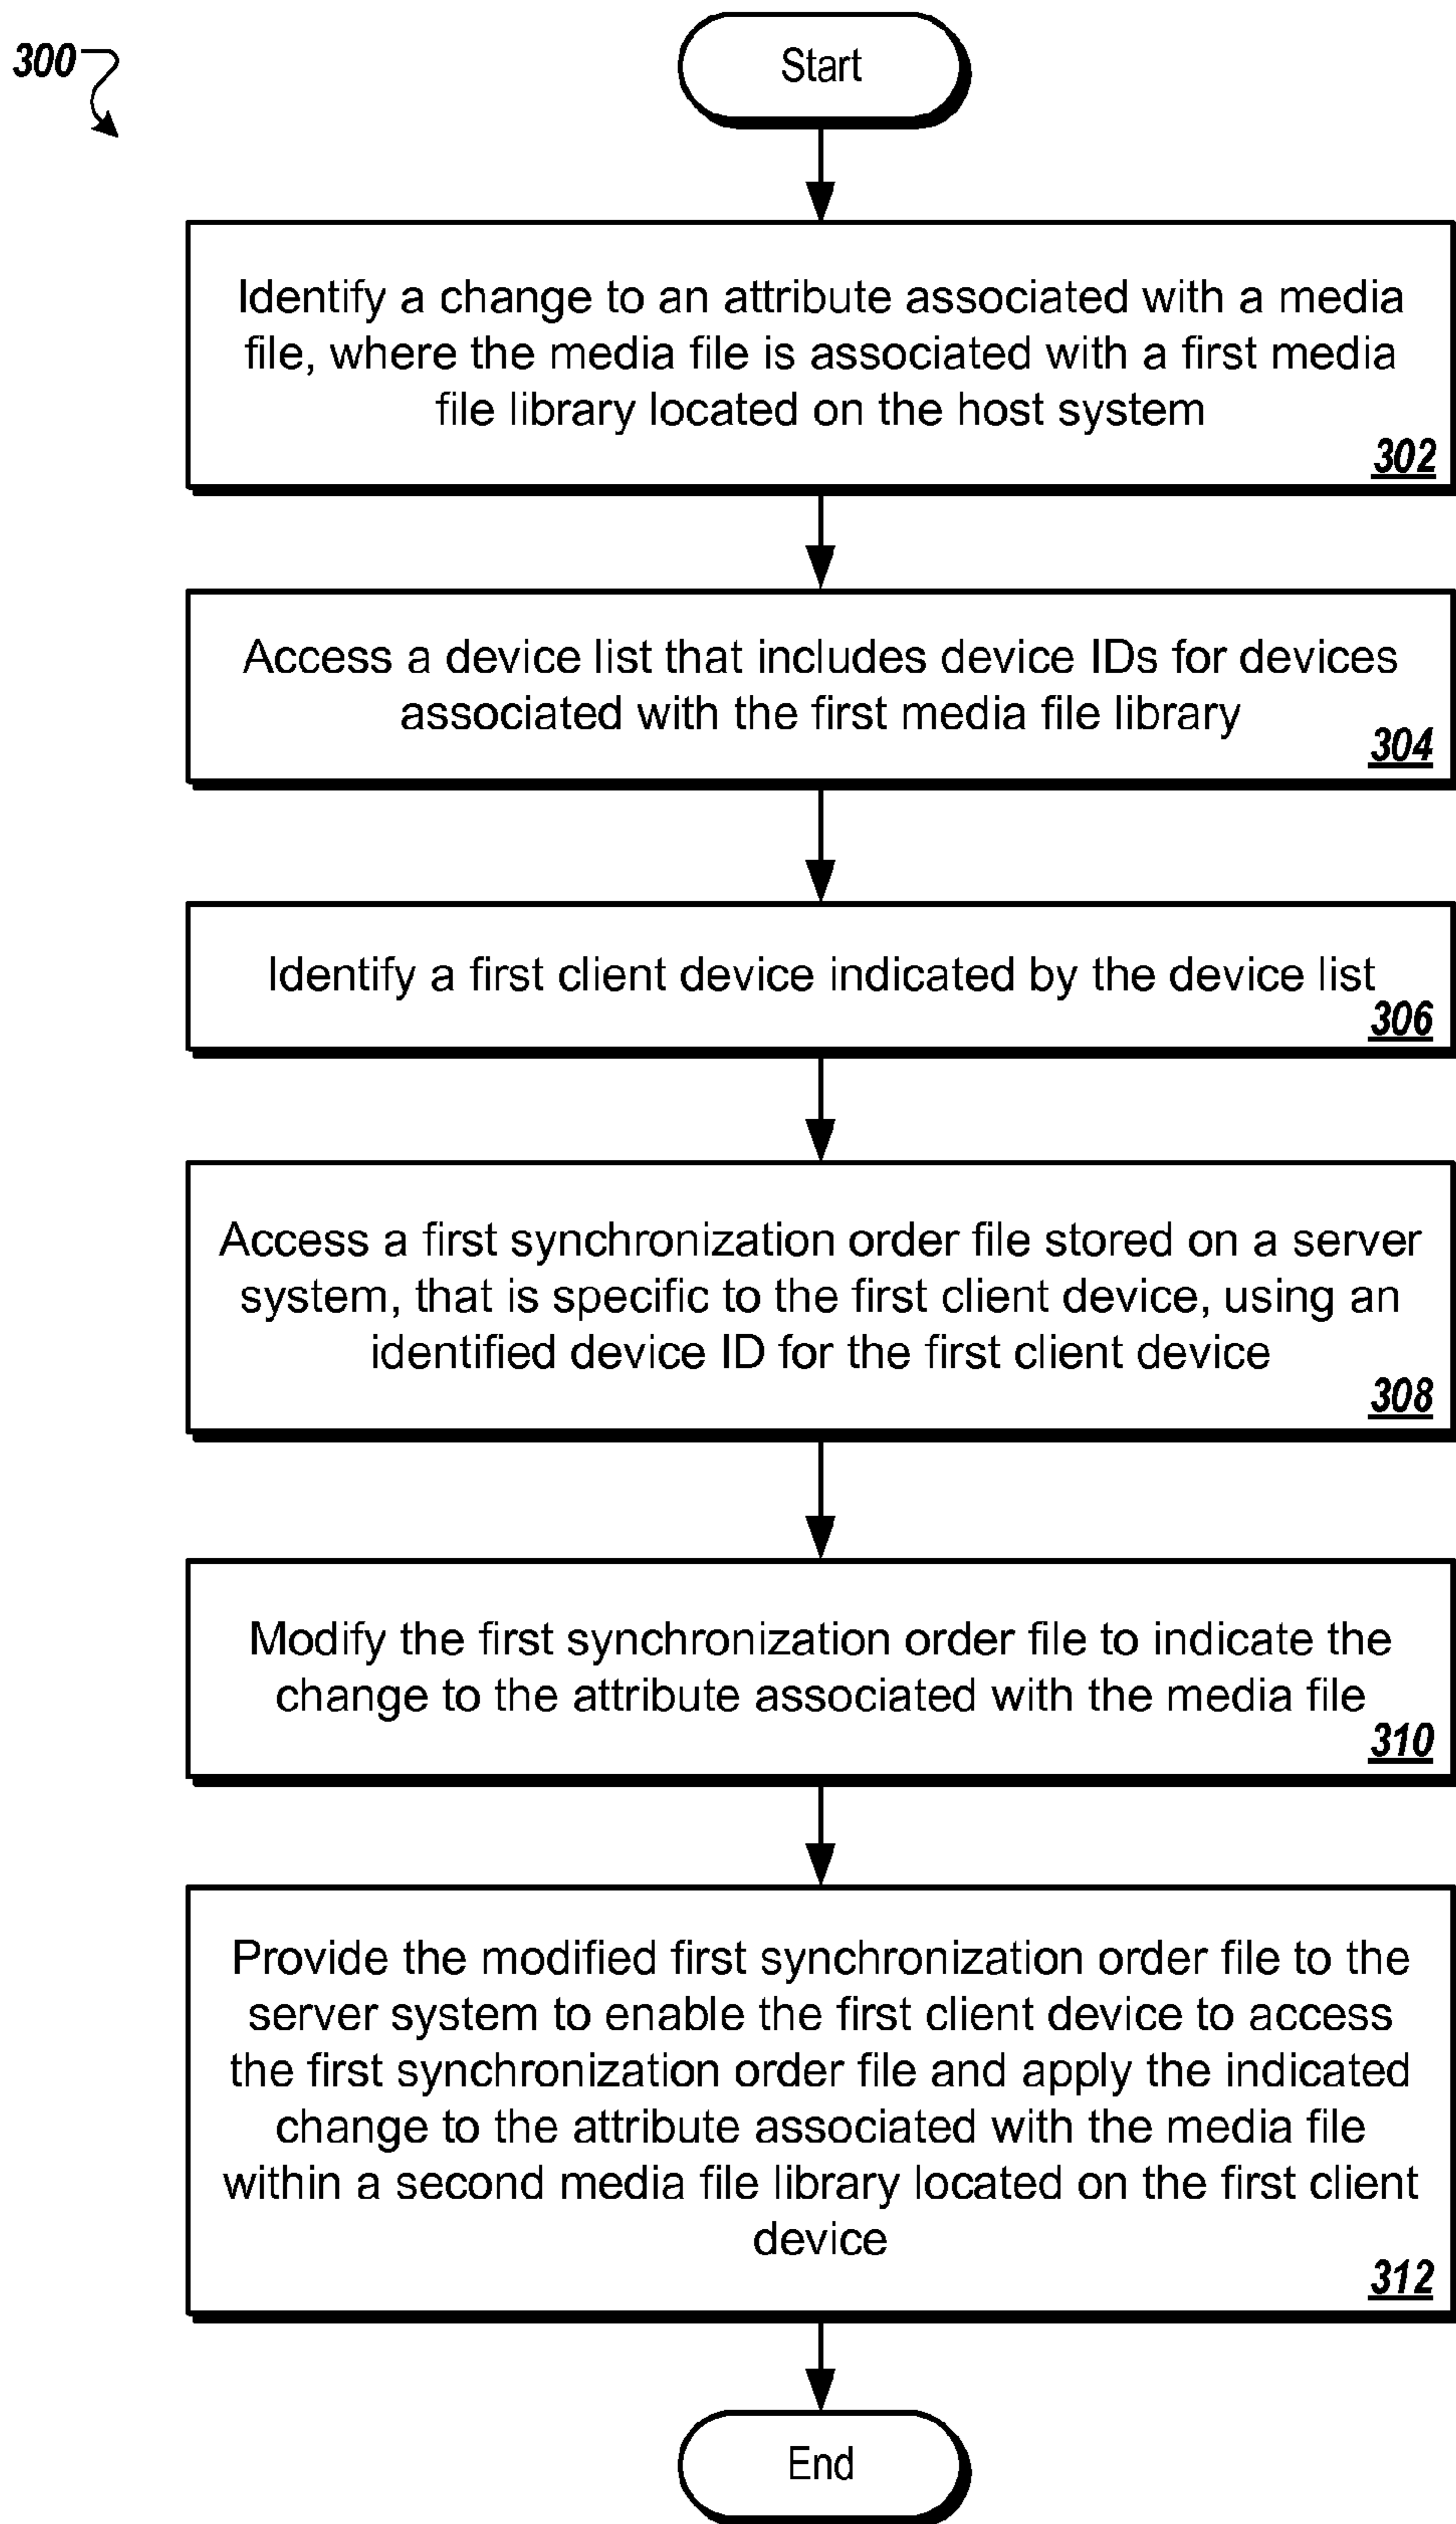 300
Start
Identify a change to an attribute associated with a media
file, where the media file is associated with a first media
file library located on the host system
302
Access a device list that includes device IDs for devices
associated with the first media file library
304
Identify a first client device indicated by the device list
306
Access a first synchronization order file stored on a server
system, that is specific to the first client device, using an
identified device ID for the first client device
308
Modify the first synchronization order file to indicate the
change to the attribute associated with the media file
310
Provide the modified first synchronization order file to the
server system to enable the first client device to access
the first synchronization order file and apply the indicated
change to the attribute associated with the media file
within a second media file library located on the first client
device
312
End